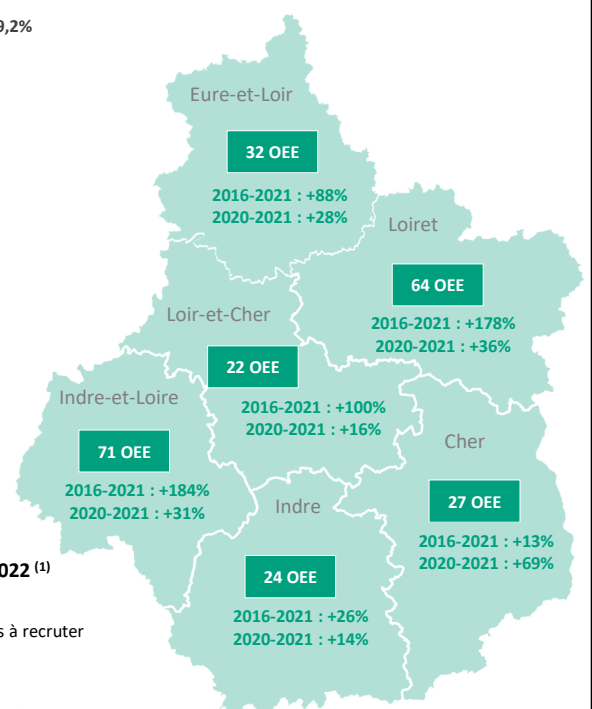 9,2%
Eure-et-Loir
32 OEE
2016-2021 : +88%
2020-2021 : +28%
Loiret
64 OEE
2016-2021 : +178%
2020-2021 : +36%
Loir-et-Cher
22 OEE
2016-2021 : +100%
2020-2021 : +16%
Indre-et-Loire
71 OEE
2016-2021 : +184%
2020-2021 : +31%
Cher
27 OEE
2016-2021 : +13%
2020-2021 : +69%
Indre
24 OEE
2016-2021 : +26%
2020-2021 : +14%
022 (1)
s à recruter